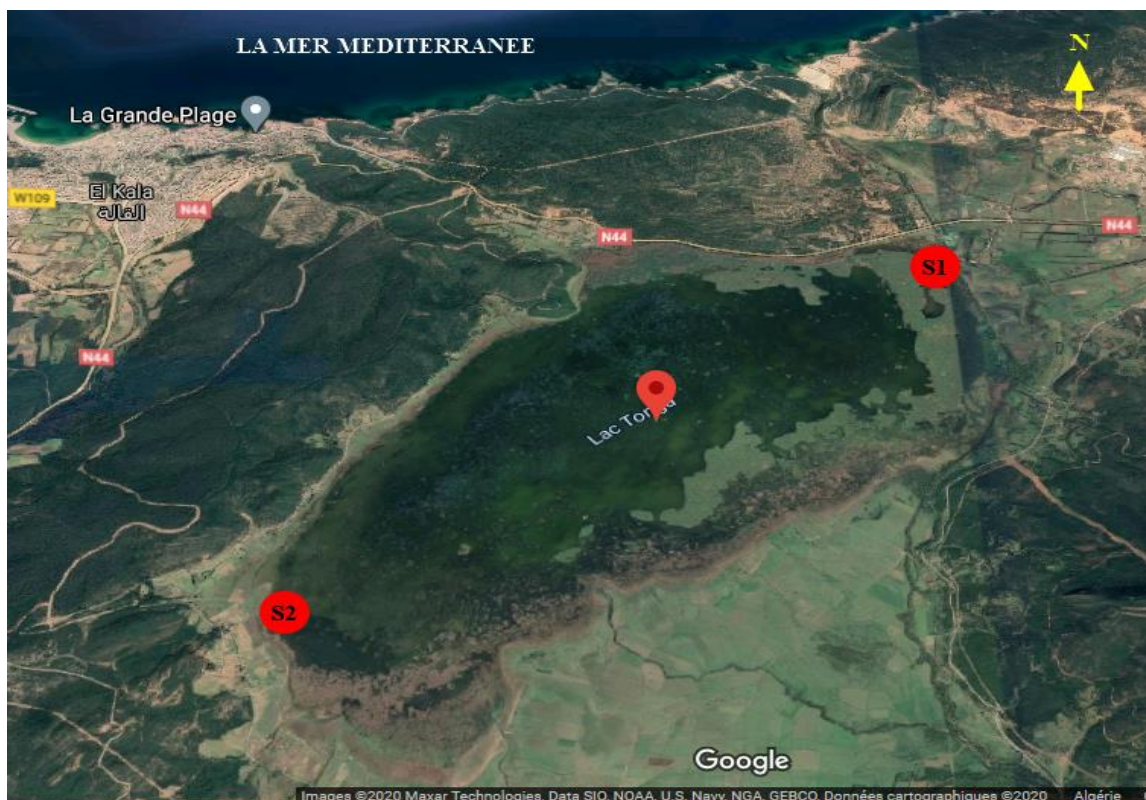 LA MER MEDITERRANEE
N
La Grande Plage
W109
El Kala
القالة
N44
N44
N44
S1
N44
Lac
S2
Google
Images ©2020 Maxar Technologies, Data SIO, NOAA, U.S. Navy, NGA, GEBCO, Données cartographiques ©2020 Algérie